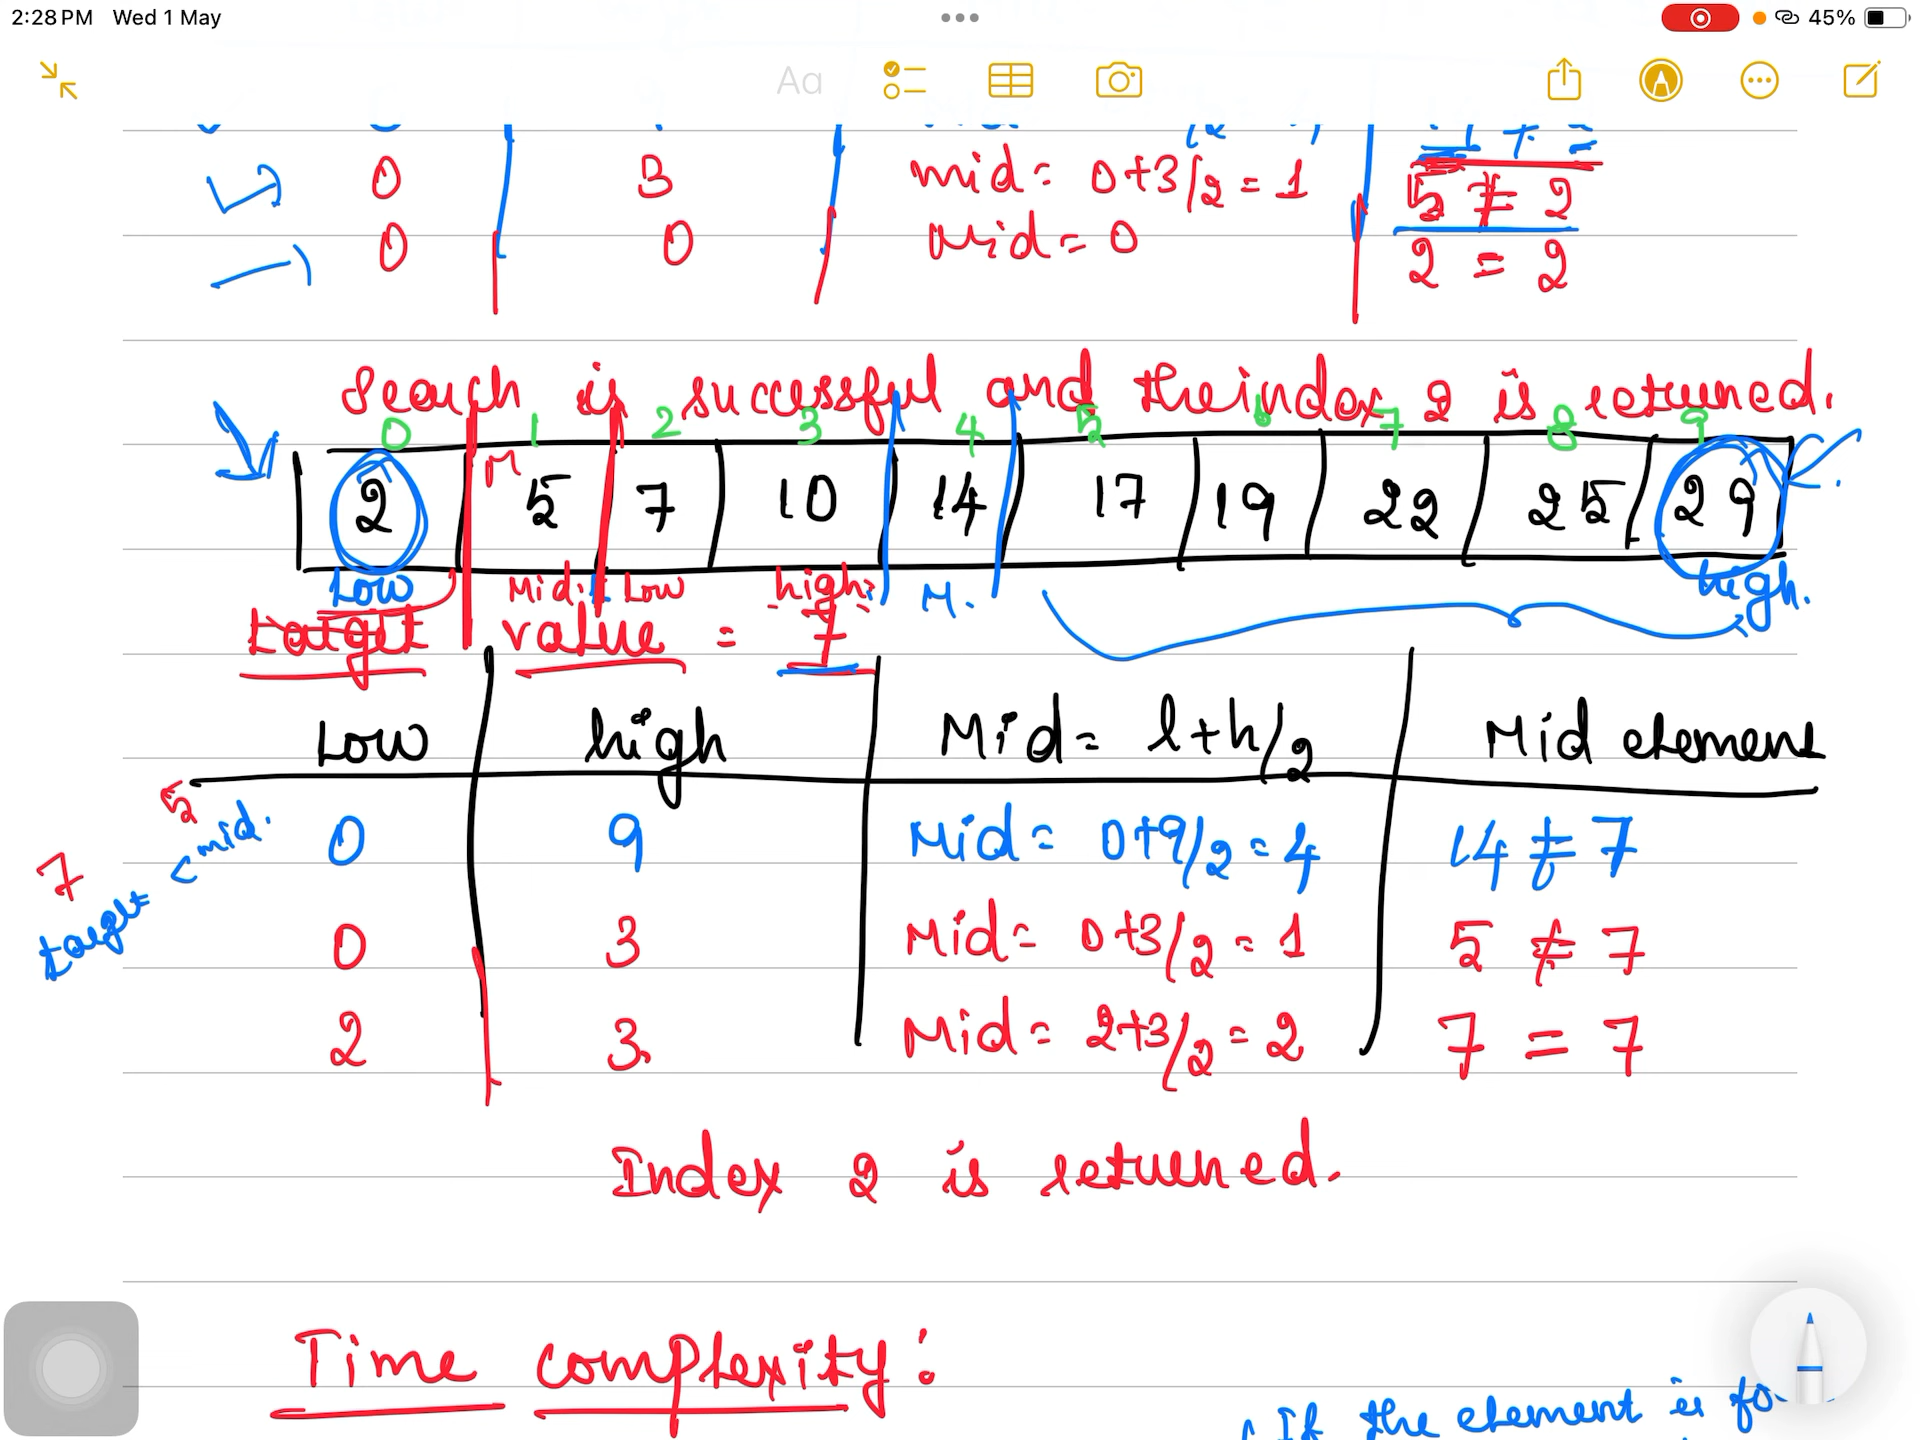 2:28 PM Wed 1 May
45%
Aa
0 3 mid = 0+3/2 = 1 5 ≠ 2
0 0 Mid = 0 2 = 2
Search is successful and the index 2 is returned.
0 1 2 3 4 5 6 7 8 9
M
2 5 7 10 14 17 19 22 25 29
Low Mid. Low high: M. high.
target value = 7
Low high Mid = l+h/2 Mid element
5
7
target < mid.
0 9 Mid = 0+9/2 = 4 14 ≠ 7
0 3 Mid = 0+3/2 = 1 5 ≠ 7
2 3. Mid = 2+3/2 = 2 7 = 7
Index 2 is returned.
Time complexity:
If the element is fo